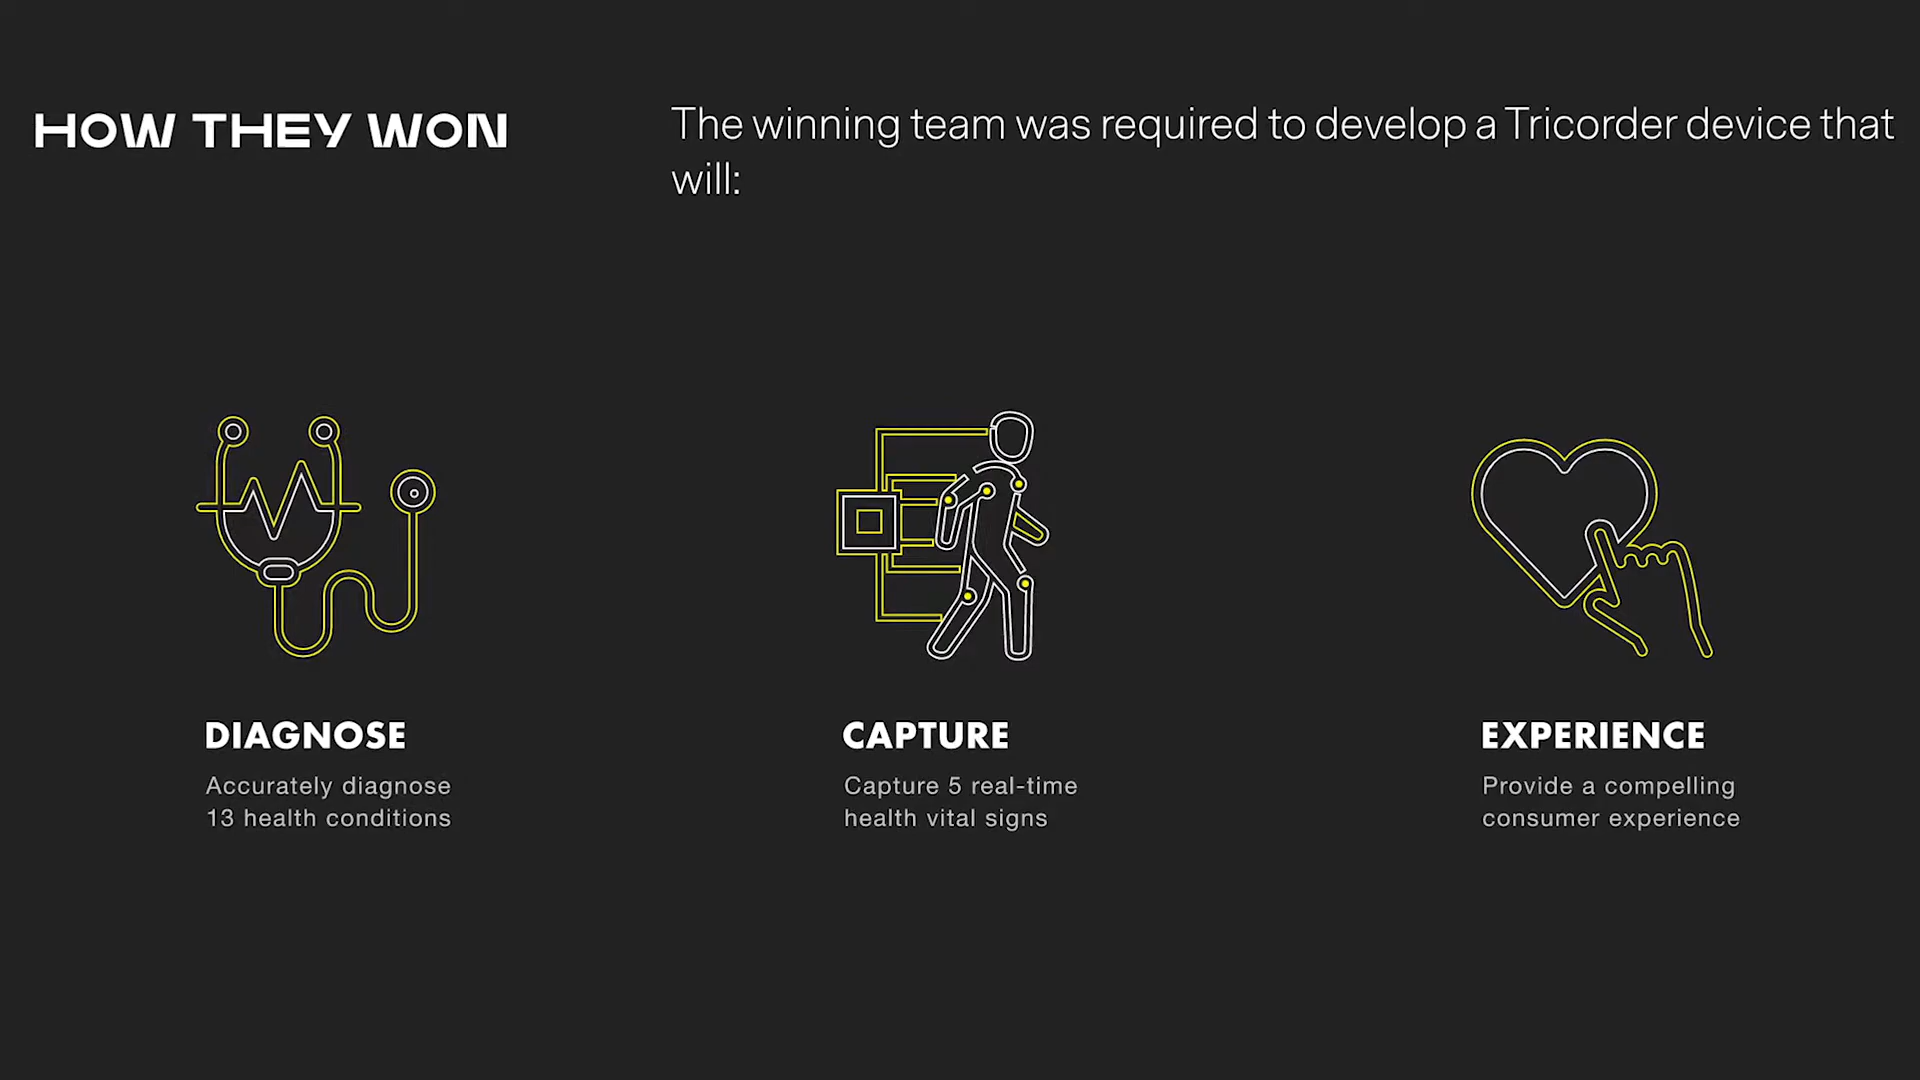 HOW THEY WON
The winning team was required to develop a Tricorder device that
will:
DIAGNOSE
Accurately diagnose
13 health conditions
CAPTURE
Capture 5 real-time
health vital signs
EXPERIENCE
Provide a compelling
consumer experience